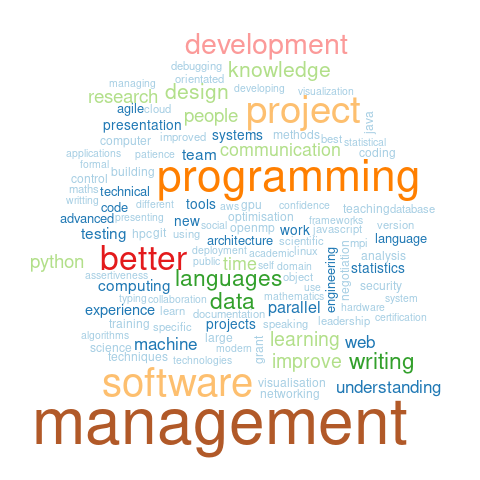 development
debugging knowledge
orientated
managing developing
research design visualization
agile cloud people project java
presentation systems methods best
computer improved communication statistical
applications patience team coding
formal building programming
control
maths technical
writting code different tools aws gpu confidence teaching database
advanced presenting new social optimisation frameworks version
testing hpc git using openmp work javascript
architecture scientific mpi language
deployment academic linux
python better public time self domain engineering negotiation analysis
assertiveness languages object statistics
computing use security
typing collaboration data mathematics system
experience learn documentation parallel hardware
training specific projects speaking leadership certification
algorithms machine large learning web
science modem grant
techniques technologies improve writing
software visualisation understanding
networking
management